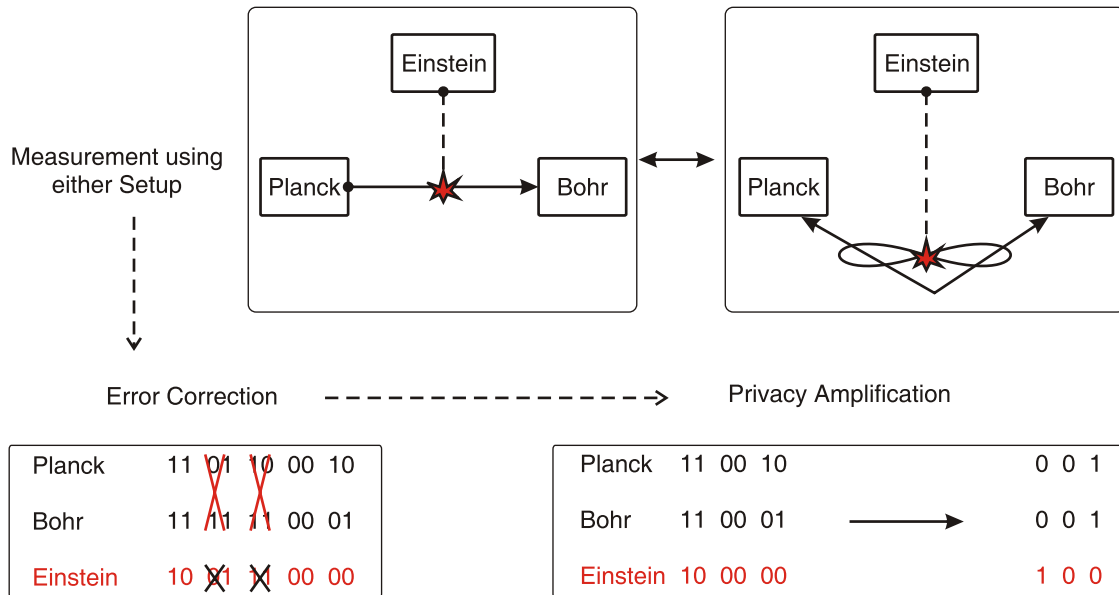 Einstein
Einstein
Measurement using
either Setup
Planck
Bohr
Planck
Bohr
Error Correction
Privacy Amplification
Planck 11 01 10 00 10
Bohr 11 11 11 00 01
Einstein 10 01 11 00 00
Planck 11 00 10 0 0 1
Bohr 11 00 01 0 0 1
Einstein 10 00 00 1 0 0